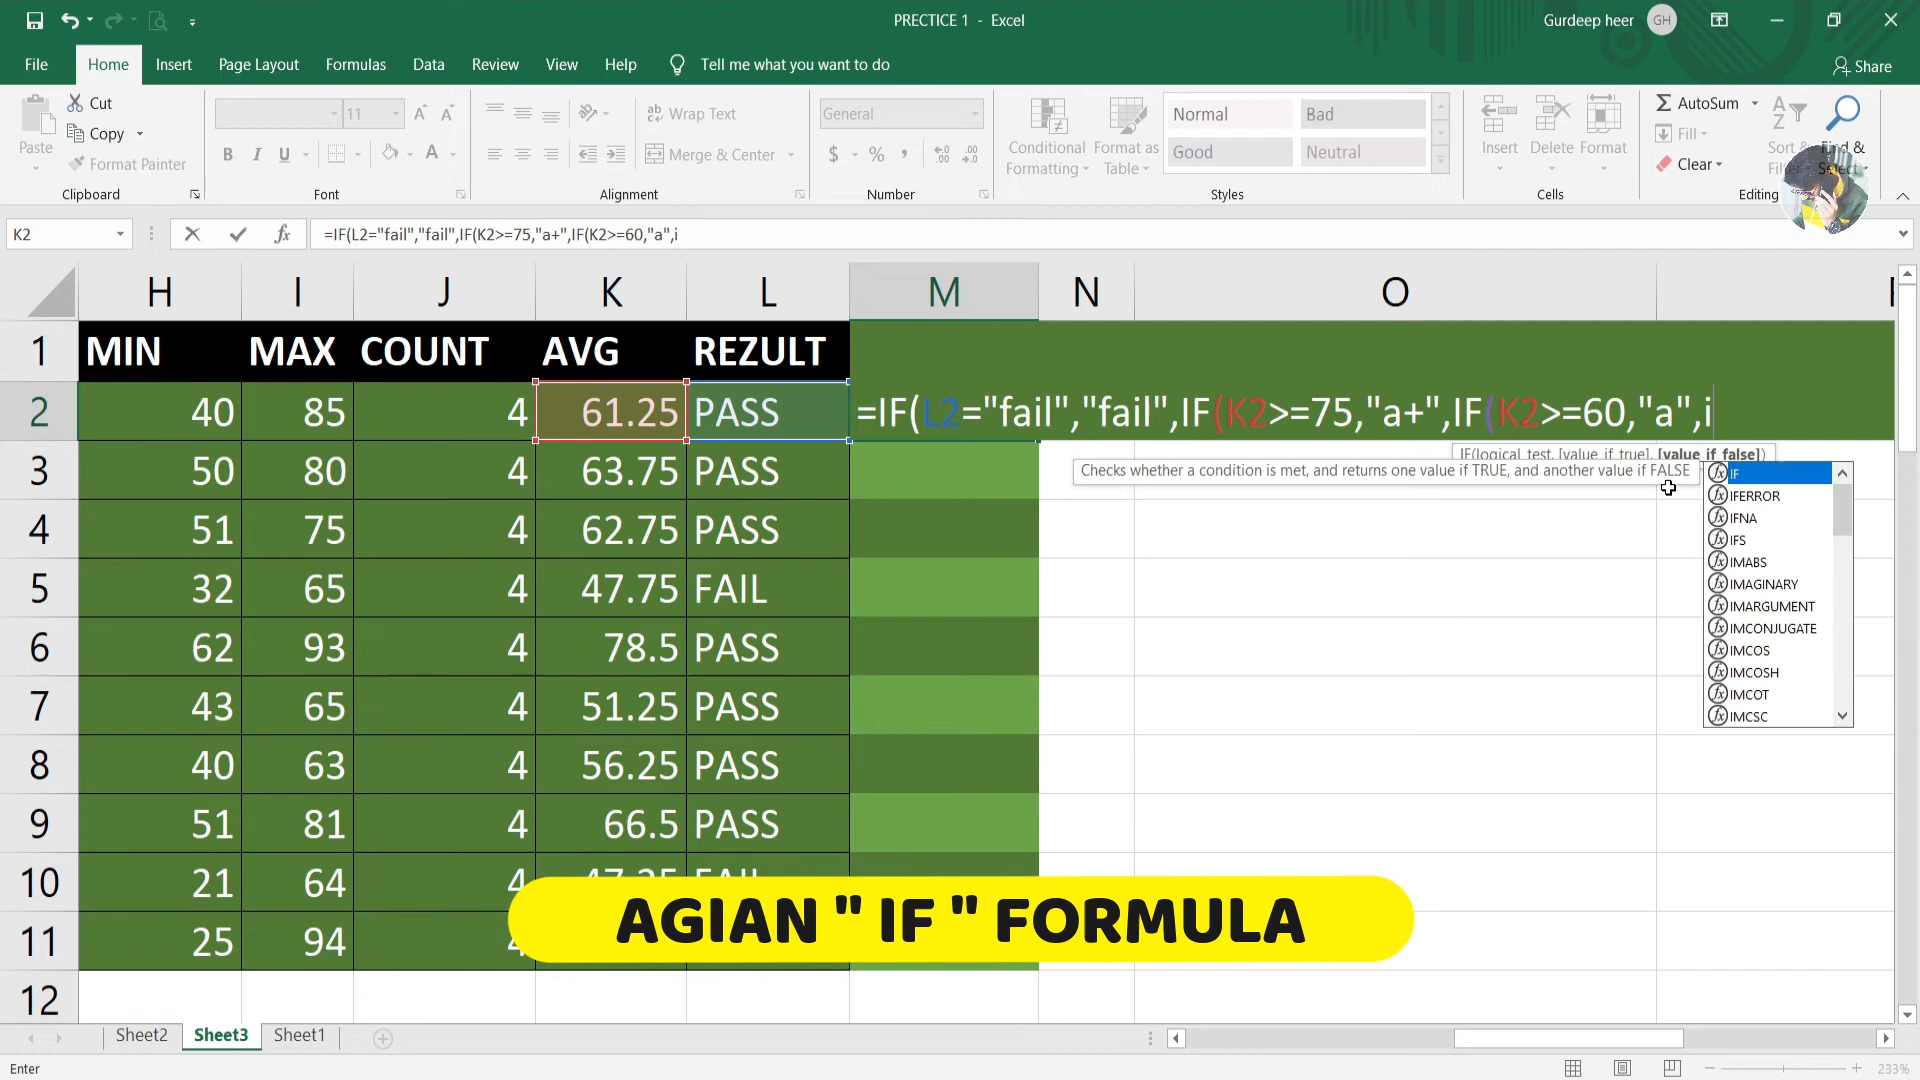 PRECTICE 1 - Excel
Gurdeep heer GH
File Home Insert Page Layout Formulas Data Review View Help Tell me what you want to do Share
Paste Cut
Copy
Format Painter
Clipboard
11
B I U
Font
Wrap Text
Merge & Center
Alignment
General
$ % ,
Number
Conditional Formatting
Format as Table
Normal Bad
Good Neutral
Styles
Insert Delete Format
Cells
AutoSum
Fill
Clear
Editing
K2 =IF(L2="fail","fail",IF(K2>=75,"a+",IF(K2>=60,"a",i
H I J K L M N O
1 MIN MAX COUNT AVG REZULT
2 40 85 4 61.25 PASS =IF(L2="fail","fail",IF(K2>=75,"a+",IF(K2>=60,"a",i
IF(logical_test, [value_if_true], [value_if_false])
Checks whether a condition is met, and returns one value if TRUE, and another value if FALSE
IF
IFERROR
IFNA
IFS
IMABS
IMAGINARY
IMARGUMENT
IMCONJUGATE
IMCOS
IMCOSH
IMCOT
IMCSC
3 50 80 4 63.75 PASS
4 51 75 4 62.75 PASS
5 32 65 4 47.75 FAIL
6 62 93 4 78.5 PASS
7 43 65 4 51.25 PASS
8 40 63 4 56.25 PASS
9 51 81 4 66.5 PASS
10 21 64 4 47.25 FAIL
11 25 94
AGIAN " IF " FORMULA
12
Sheet2 Sheet3 Sheet1
Enter
233%